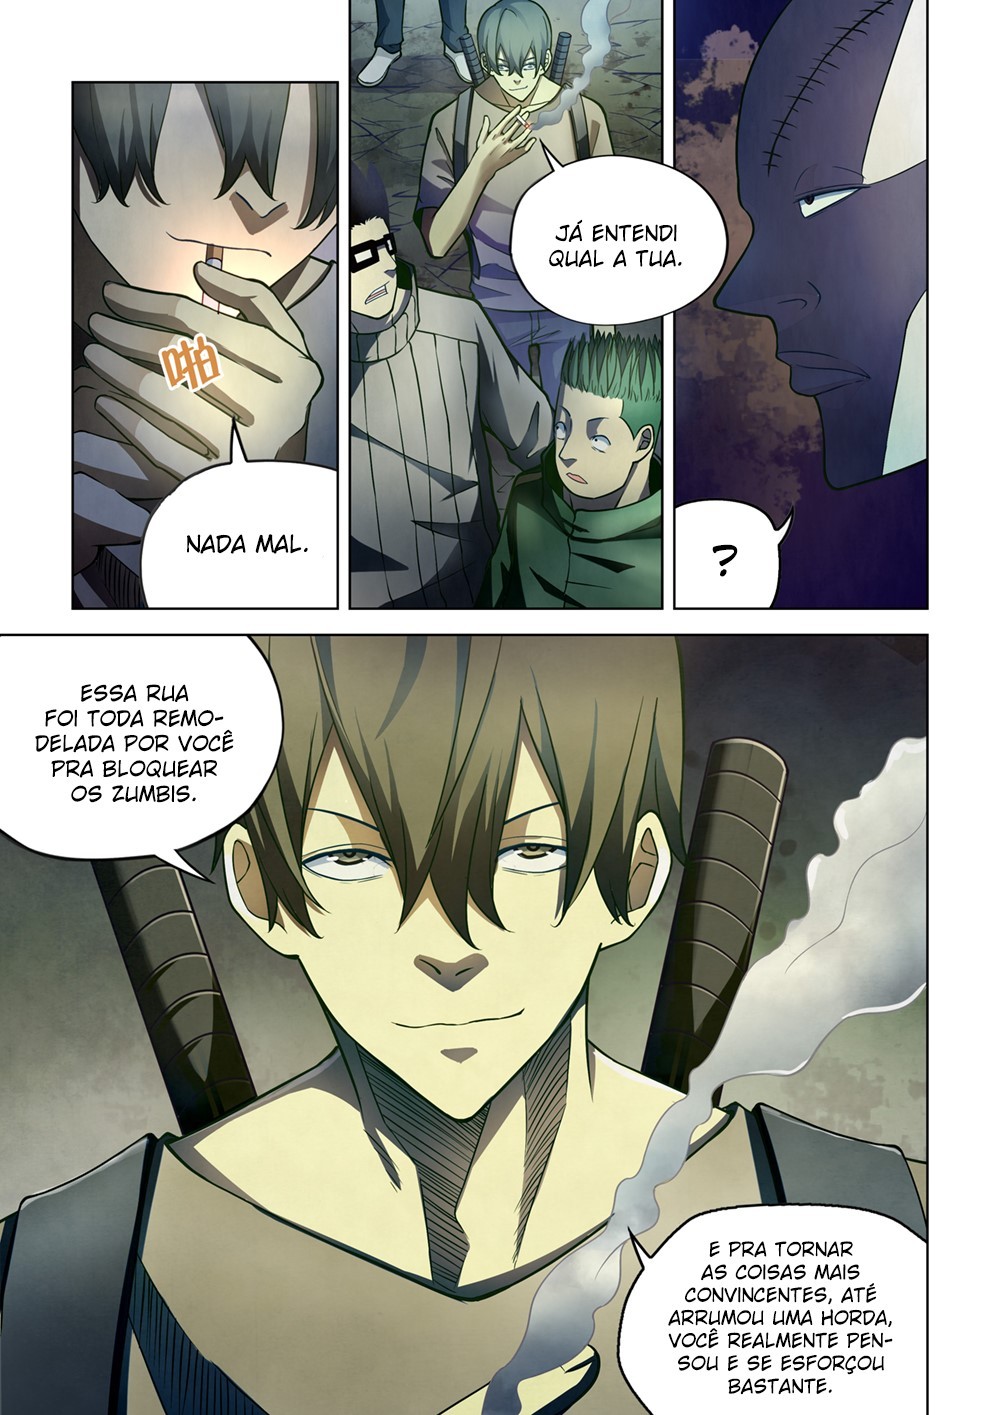 啪
NADA MAL.
JÁ ENTENDI
QUAL A TUA.
?
ESSA RUA
FOI TODA REMO-
DELADA POR VOCÊ
PRA BLOQUEAR
OS ZUMBIS.
E PRA TORNAR
AS COISAS MAIS
CONVINCENTES, ATÉ
ARRUMOU UMA HORDA,
VOCÊ REALMENTE PEN-
SOU E SE ESFORÇOU
BASTANTE.